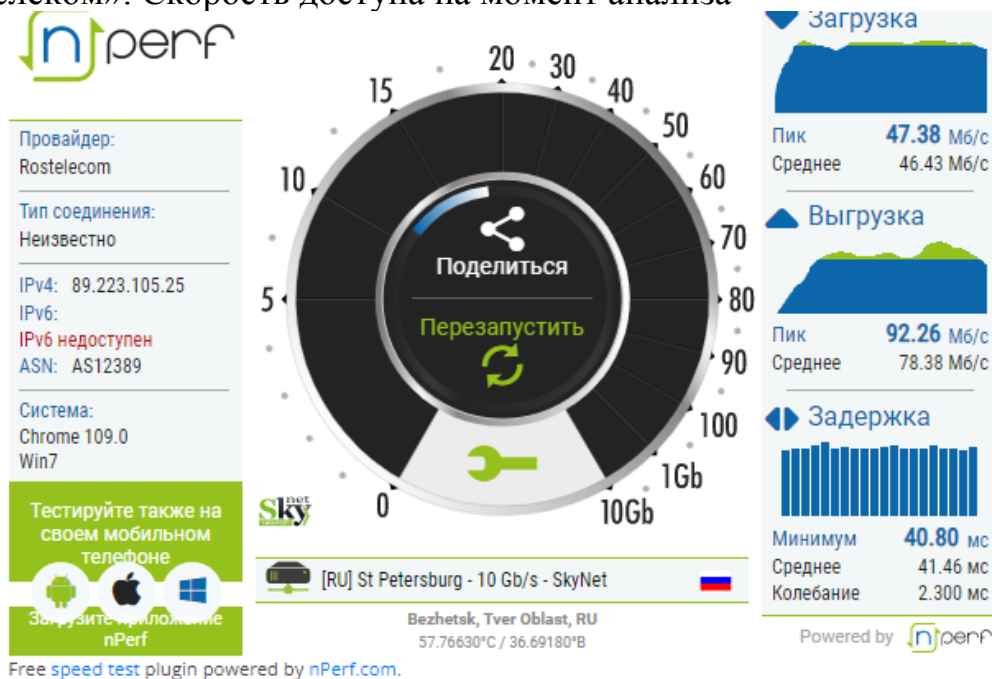 лском». Скорость доступа на момент анализа
nperf
Провайдер:
Rostelecom
Тип соединения:
Неизвестно
IPv4: 89.223.105.25
IPv6:
IPv6 недоступен
ASN: AS12389
Система:
Chrome 109.0
Win7
Тестируйте также на
своем мобильном
телефоне
Загрузите приложение
nPerf
0
5
10
15
20
30
40
50
60
70
80
90
100
1Gb
10Gb
Поделиться
Перезапустить
Skynet
[RU] St Petersburg - 10 Gb/s - SkyNet
Bezhetsk, Tver Oblast, RU
57.76630°C / 36.69180°B
Загрузка
Пик 47.38 Мб/с
Среднее 46.43 Мб/с
Выгрузка
Пик 92.26 Мб/с
Среднее 78.38 Мб/с
Задержка
Минимум 40.80 мс
Среднее 41.46 мс
Колебание 2.300 мс
Powered by nperf
Free speed test plugin powered by nPerf.com.